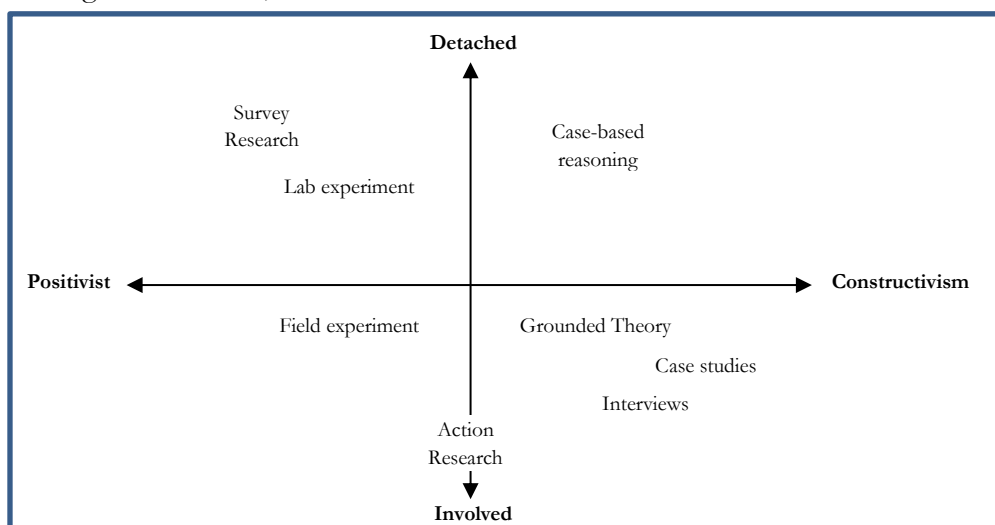 Detached
Survey
Research
Case-based
reasoning
Lab experiment
Positivist
Constructivism
Field experiment
Grounded Theory
Case studies
Interviews
Action
Research
Involved